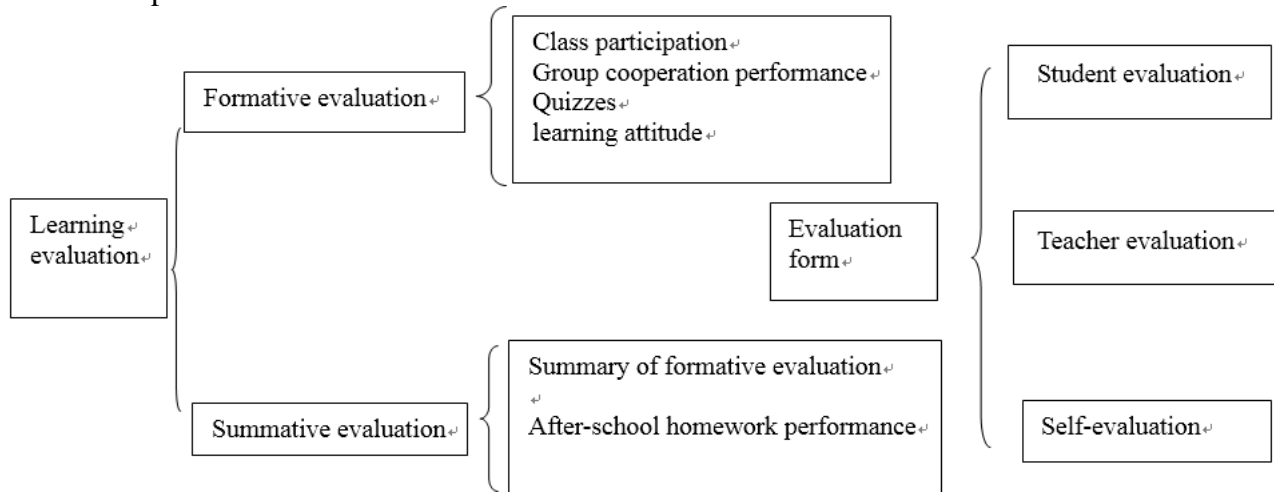 Learning
evaluation
Formative evaluation
Class participation
Group cooperation performance
Quizzes
learning attitude
Summative evaluation
Summary of formative evaluation
After-school homework performance
Evaluation
form
Student evaluation
Teacher evaluation
Self-evaluation